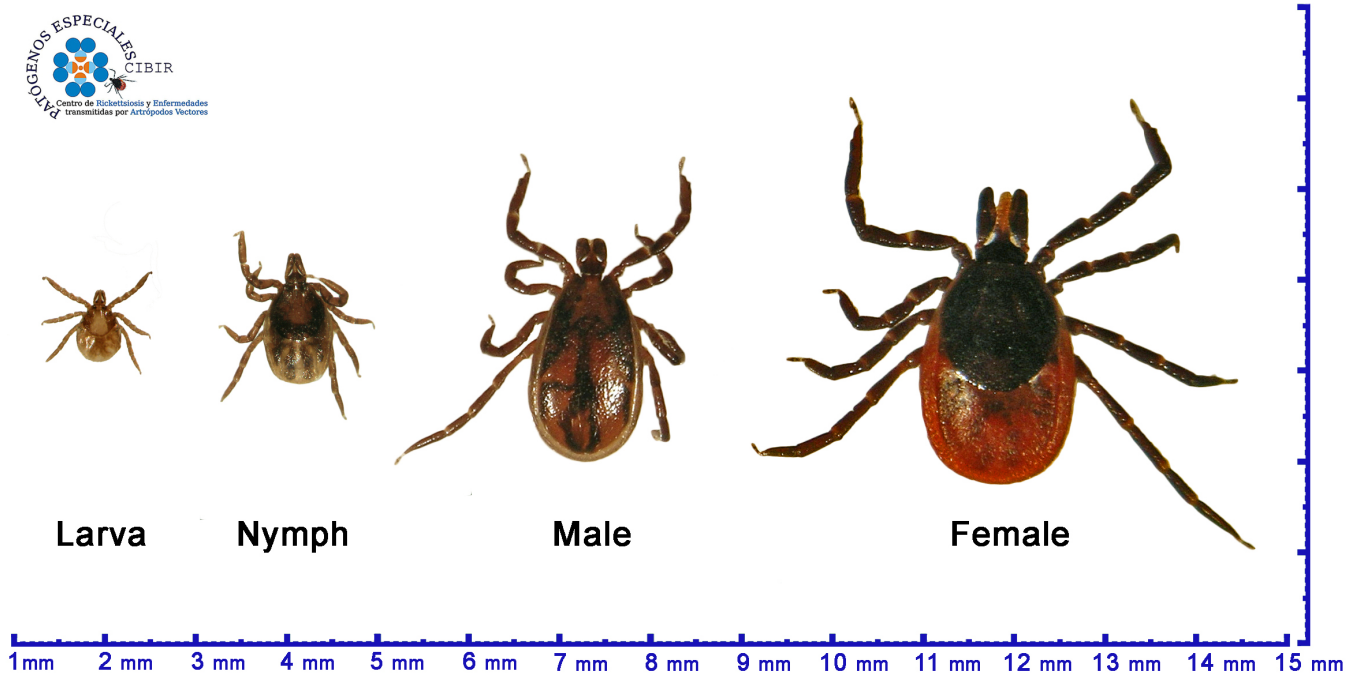 PATÓGENOS ESPECIALES
CIBIR
Centro de Rickettsiosis y Enfermedades
transmitidas por Artrópodos Vectores
Larva
Nymph
Male
Female
1mm 2 mm 3 mm 4 mm 5 mm 6 mm 7 mm 8 mm 9 mm 10 mm 11 mm 12 mm 13 mm 14 mm 15 mm